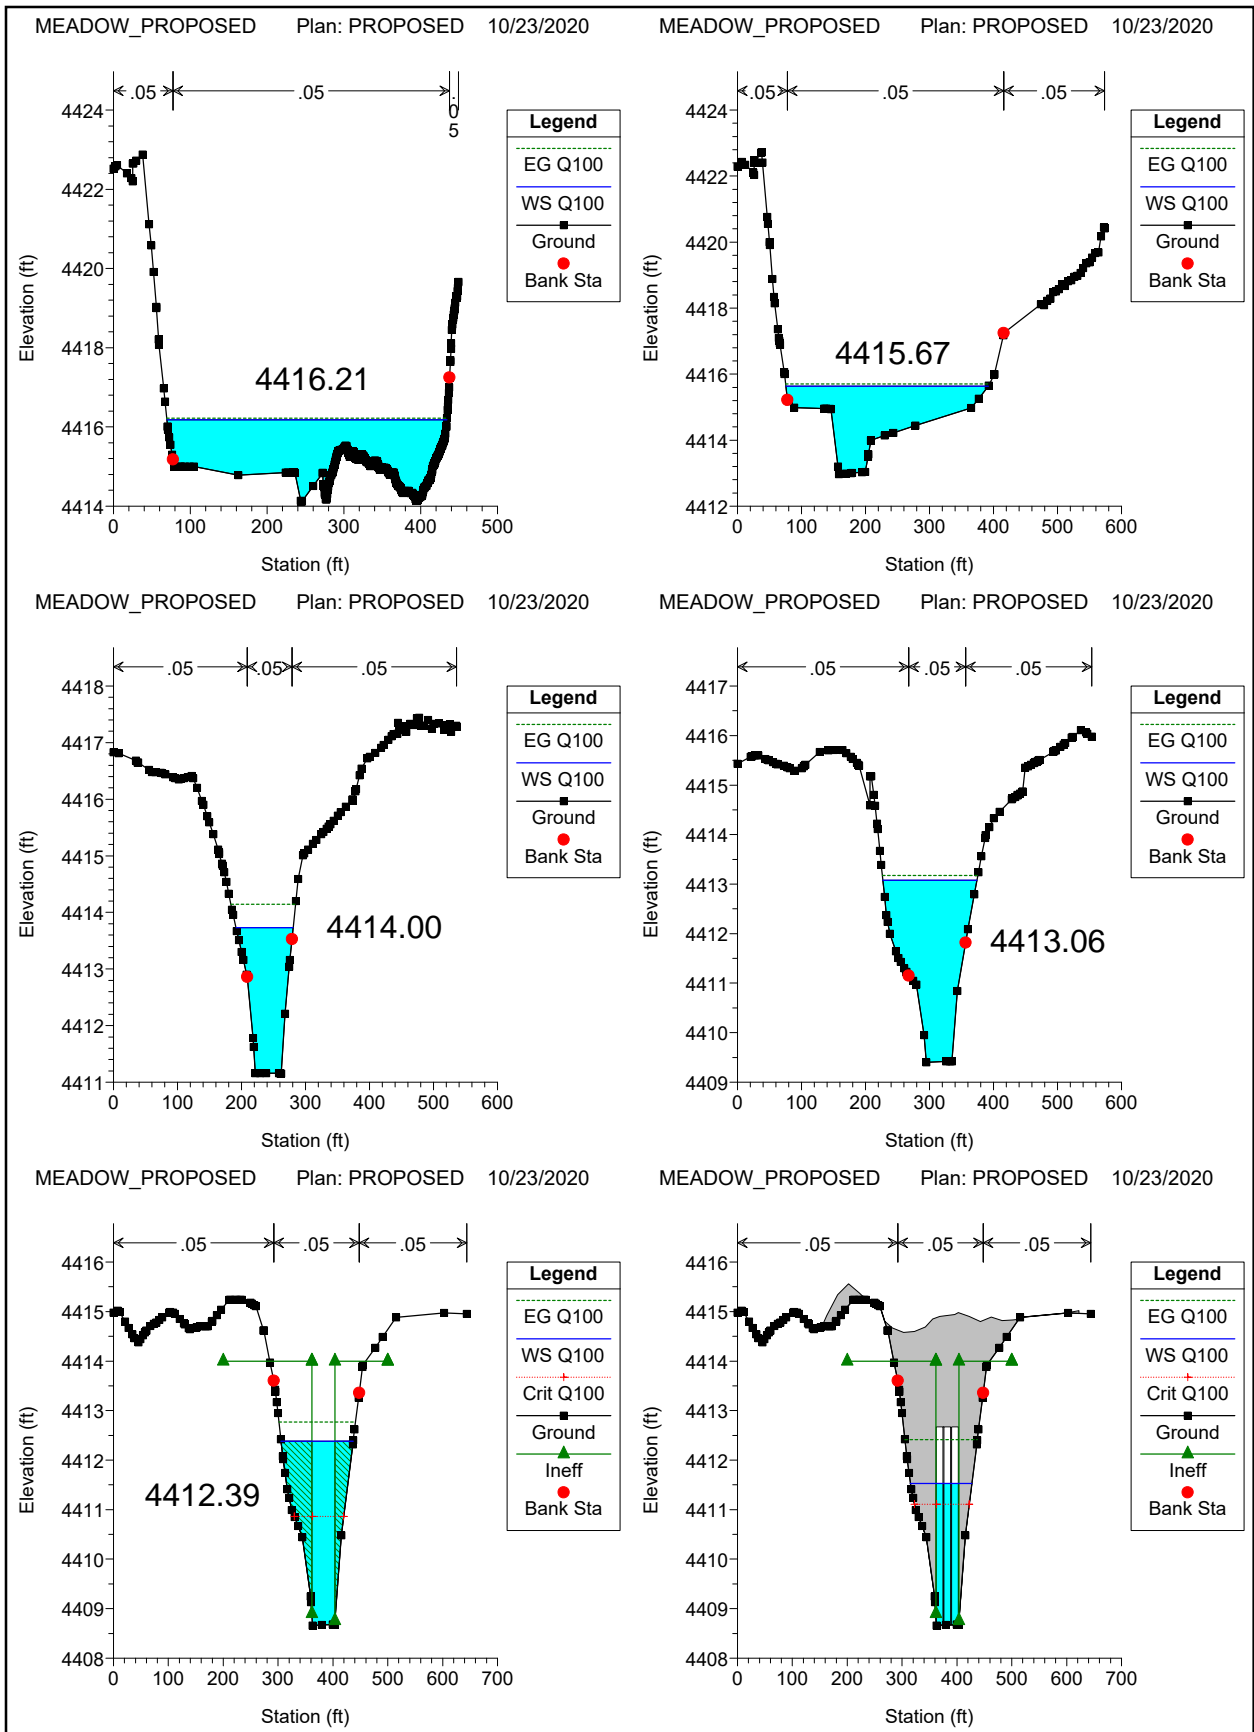 MEADOW_PROPOSED Plan: PROPOSED 10/23/2020
.05 .05 .05
4424
4422
4420
4418
4416
4414
Elevation (ft)
4416.21
0 100 200 300 400 500
Station (ft)
Legend
EG Q100
WS Q100
Ground
Bank Sta
MEADOW_PROPOSED Plan: PROPOSED 10/23/2020
.05 .05 .05
4424
4422
4420
4418
4416
4414
4412
Elevation (ft)
4415.67
0 100 200 300 400 500 600
Station (ft)
Legend
EG Q100
WS Q100
Ground
Bank Sta
MEADOW_PROPOSED Plan: PROPOSED 10/23/2020
.05 .05 .05
4418
4417
4416
4415
4414
4413
4412
4411
Elevation (ft)
4414.00
0 100 200 300 400 500 600
Station (ft)
Legend
EG Q100
WS Q100
Ground
Bank Sta
MEADOW_PROPOSED Plan: PROPOSED 10/23/2020
.05 .05 .05
4417
4416
4415
4414
4413
4412
4411
4410
4409
Elevation (ft)
4413.06
0 100 200 300 400 500 600
Station (ft)
Legend
EG Q100
WS Q100
Ground
Bank Sta
MEADOW_PROPOSED Plan: PROPOSED 10/23/2020
.05 .05 .05
4416
4415
4414
4413
4412
4411
4410
4409
4408
Elevation (ft)
4412.39
0 100 200 300 400 500 600 700
Station (ft)
Legend
EG Q100
WS Q100
Crit Q100
Ground
Ineff
Bank Sta
MEADOW_PROPOSED Plan: PROPOSED 10/23/2020
.05 .05 .05
4416
4415
4414
4413
4412
4411
4410
4409
4408
Elevation (ft)
0 100 200 300 400 500 600 700
Station (ft)
Legend
EG Q100
WS Q100
Crit Q100
Ground
Ineff
Bank Sta